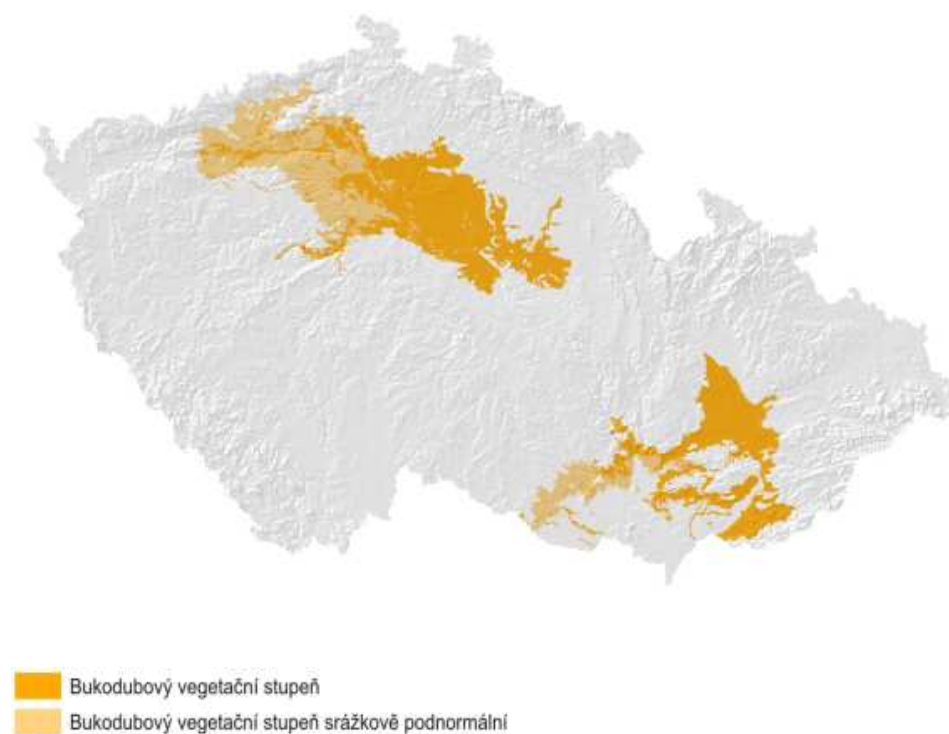 Bukodubový vegetační stupeň
Bukodubový vegetační stupeň srážkově podnormální